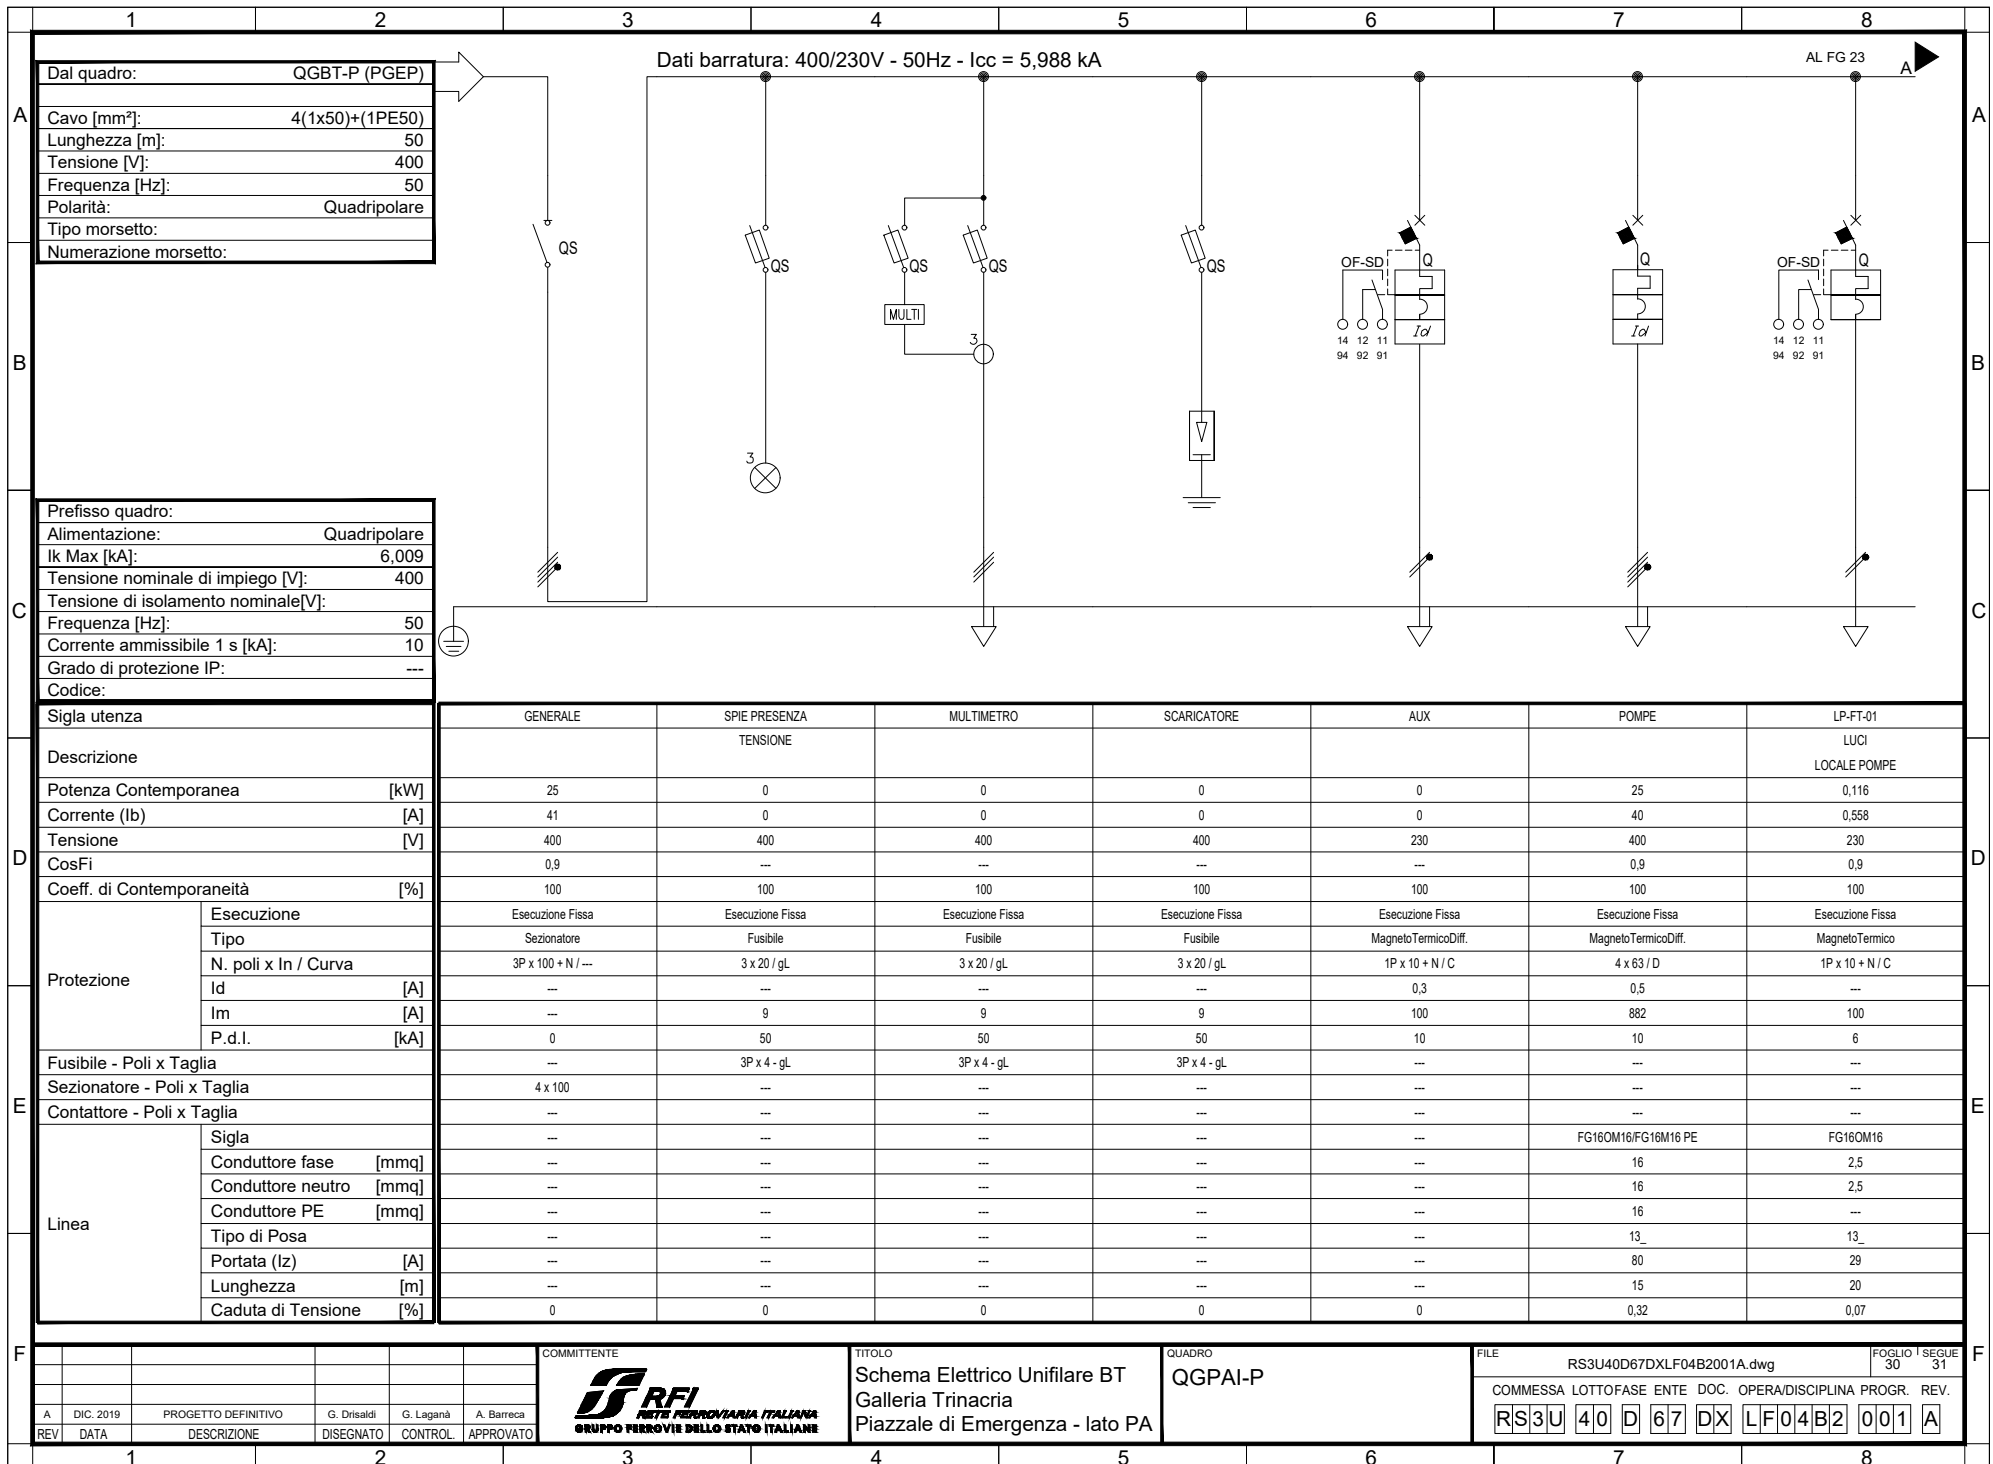 1 2 3 4 5 6 7 8
A
B
C
D
E
F
A
B
C
D
E
F
Dal quadro: QGBT-P (PGEP)
Cavo [mm²]: 4(1x50)+(1PE50)
Lunghezza [m]: 50
Tensione [V]: 400
Frequenza [Hz]: 50
Polarità: Quadripolare
Tipo morsetto:
Numerazione morsetto:
Dati barratura: 400/230V - 50Hz - Icc = 5,988 kA
AL FG 23 A
QS
QS
QS
QS
MULTI
3
3
QS
OF-SD Q
Id
14 12 11
94 92 91
Q
Id
OF-SD Q
14 12 11
94 92 91
Prefisso quadro:
Alimentazione: Quadripolare
Ik Max [kA]: 6,009
Tensione nominale di impiego [V]: 400
Tensione di isolamento nominale[V]:
Frequenza [Hz]: 50
Corrente ammissibile 1 s [kA]: 10
Grado di protezione IP: ---
Codice:
Sigla utenza GENERALE SPIE PRESENZA MULTIMETRO SCARICATORE AUX POMPE LP-FT-01
Descrizione TENSIONE LUCI
LOCALE POMPE
Potenza Contemporanea [kW] 25 0 0 0 0 25 0,116
Corrente (Ib) [A] 41 0 0 0 0 40 0,558
Tensione [V] 400 400 400 400 230 400 230
CosFi 0,9 --- --- --- --- 0,9 0,9
Coeff. di Contemporaneità [%] 100 100 100 100 100 100 100
Protezione
Esecuzione Esecuzione Fissa Esecuzione Fissa Esecuzione Fissa Esecuzione Fissa Esecuzione Fissa Esecuzione Fissa Esecuzione Fissa
Tipo Sezionatore Fusibile Fusibile Fusibile MagnetoTermicoDiff. MagnetoTermicoDiff. MagnetoTermico
N. poli x In / Curva 3P x 100 + N / --- 3 x 20 / gL 3 x 20 / gL 3 x 20 / gL 1P x 10 + N / C 4 x 63 / D 1P x 10 + N / C
Id [A] --- --- --- --- 0,3 0,5 ---
Im [A] --- 9 9 9 100 882 100
P.d.I. [kA] 0 50 50 50 10 10 6
Fusibile - Poli x Taglia --- 3P x 4 - gL 3P x 4 - gL 3P x 4 - gL --- --- ---
Sezionatore - Poli x Taglia 4 x 100 --- --- --- --- --- ---
Contattore - Poli x Taglia --- --- --- --- --- --- ---
Linea
Sigla --- --- --- --- --- FG16OM16/FG16M16 PE FG16OM16
Conduttore fase [mmq] --- --- --- --- --- 16 2,5
Conduttore neutro [mmq] --- --- --- --- --- 16 2,5
Conduttore PE [mmq] --- --- --- --- --- 16 ---
Tipo di Posa --- --- --- --- --- 13_ 13_
Portata (Iz) [A] --- --- --- --- --- 80 29
Lunghezza [m] --- --- --- --- --- 15 20
Caduta di Tensione [%] 0 0 0 0 0 0,32 0,07
A DIC. 2019 PROGETTO DEFINITIVO G. Drisaldi G. Laganà A. Barreca
REV DATA DESCRIZIONE DISEGNATO CONTROL. APPROVATO
COMMITTENTE
RFI
RETE FERROVIARIA ITALIANA
GRUPPO FERROVIE DELLO STATO ITALIANE
TITOLO
Schema Elettrico Unifilare BT
Galleria Trinacria
Piazzale di Emergenza - lato PA
QUADRO
QGPAI-P
FILE
RS3U40D67DXLF04B2001A.dwg
FOGLIO SEGUE
30 31
COMMESSA LOTTO FASE ENTE DOC. OPERA/DISCIPLINA PROGR. REV.
RS3U 40 D 67 DX LF04B2 001 A
1 2 3 4 5 6 7 8